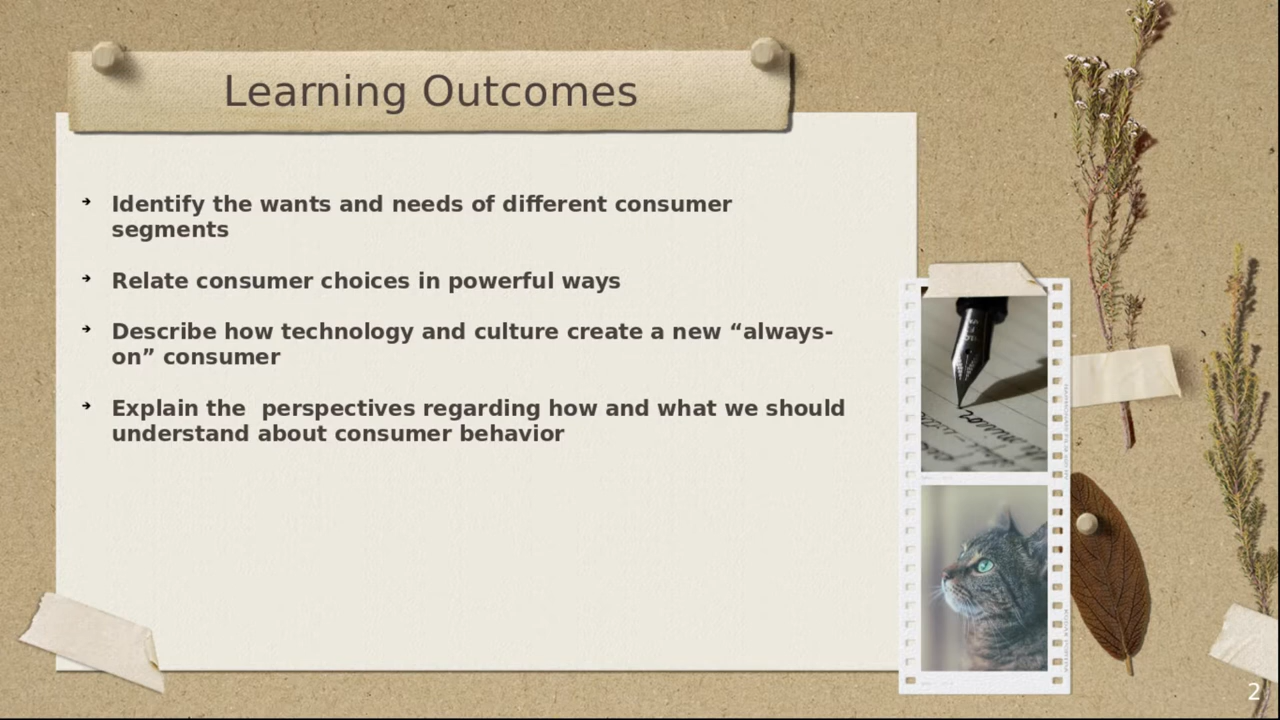 Learning Outcomes
Identify the wants and needs of different consumer
segments
Relate consumer choices in powerful ways
Describe how technology and culture create a new “always-
on” consumer
Explain the  perspectives regarding how and what we should
understand about consumer behavior
2